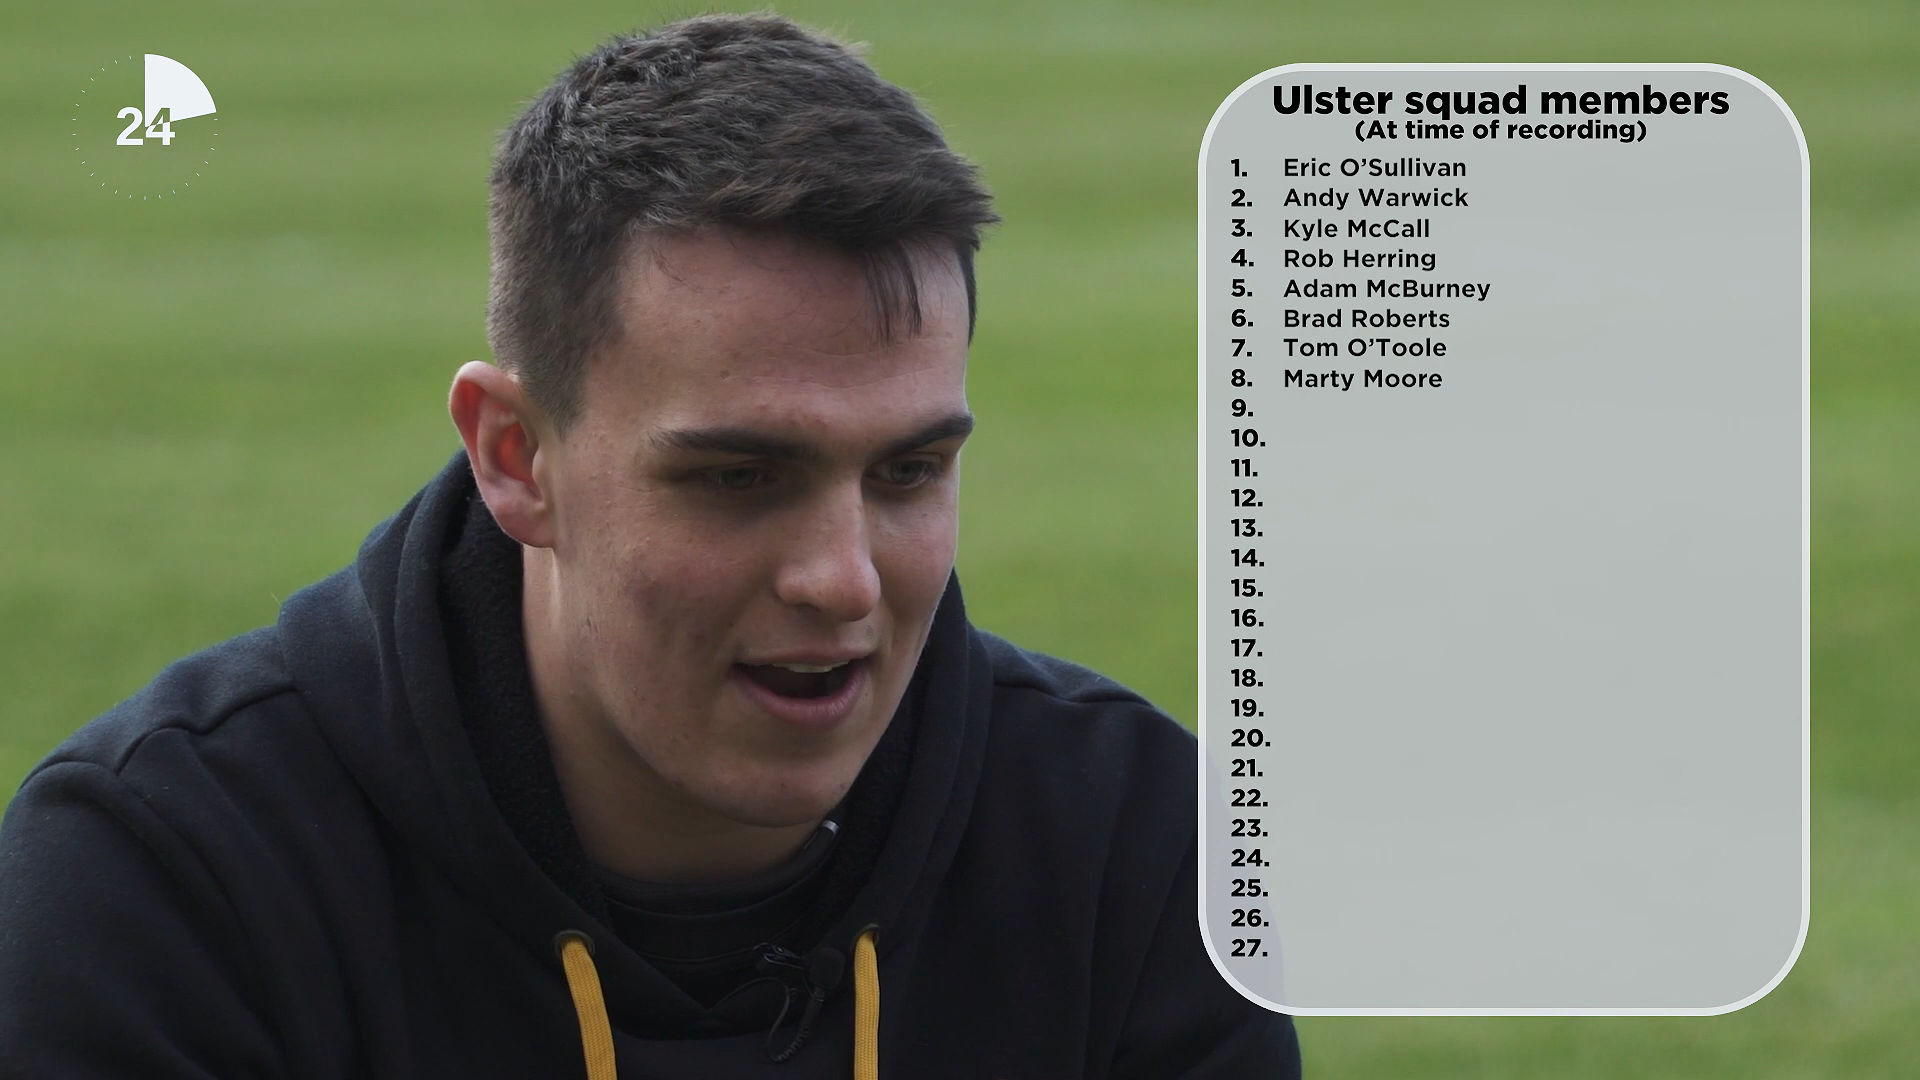 24
Ulster squad members
(At time of recording)
1. Eric O’Sullivan
2. Andy Warwick
3. Kyle McCall
4. Rob Herring
5. Adam McBurney
6. Brad Roberts
7. Tom O’Toole
8. Marty Moore
9.
10.
11.
12.
13.
14.
15.
16.
17.
18.
19.
20.
21.
22.
23.
24.
25.
26.
27.